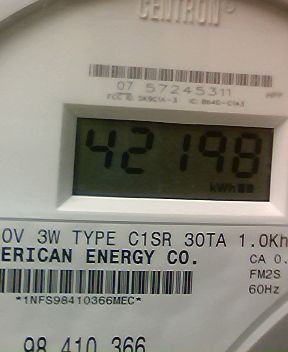 CENTRON®
07 57245311
42198
kWh
0V 3W TYPE C1SR 30TA 1.0Kh
ERICAN ENERGY CO.
CA 0.
FM2S
*1NFS98410366MEC*
60Hz
98 410 366